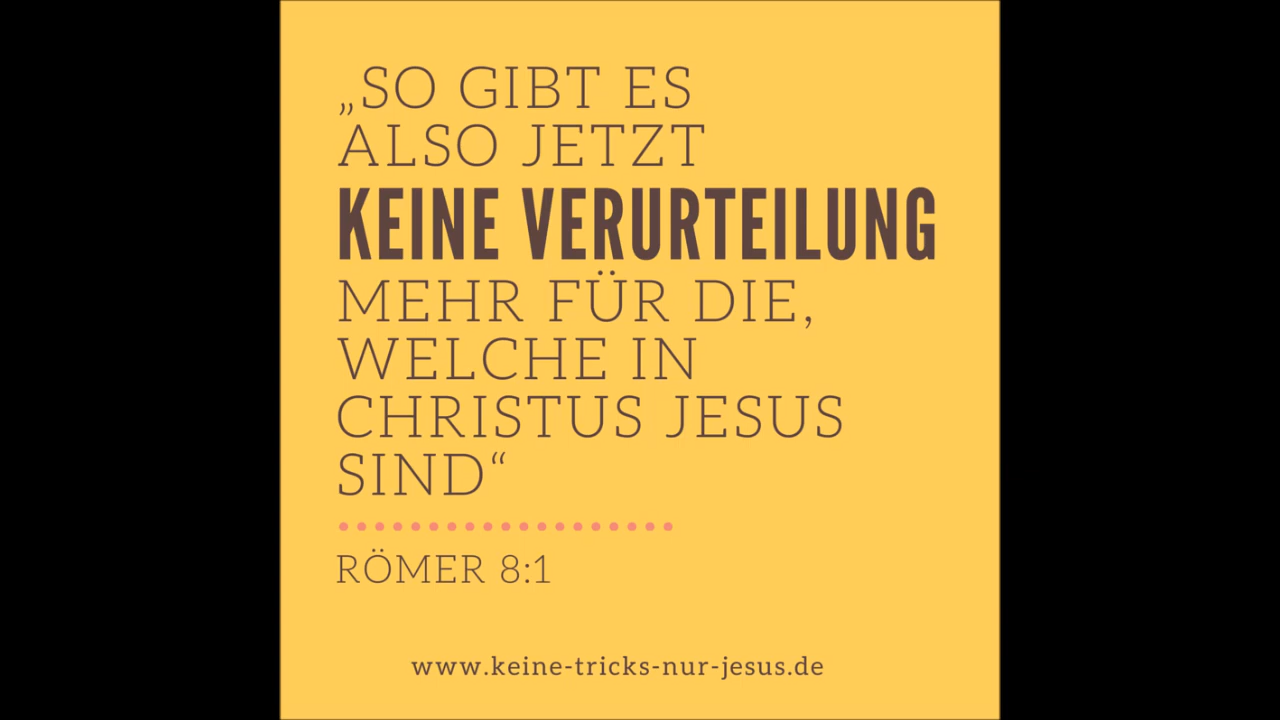 „SO GIBT ES
ALSO JETZT
KEINE VERURTEILUNG
MEHR FÜR DIE,
WELCHE IN
CHRISTUS JESUS
SIND“
RÖMER 8:1
www.keine-tricks-nur-jesus.de